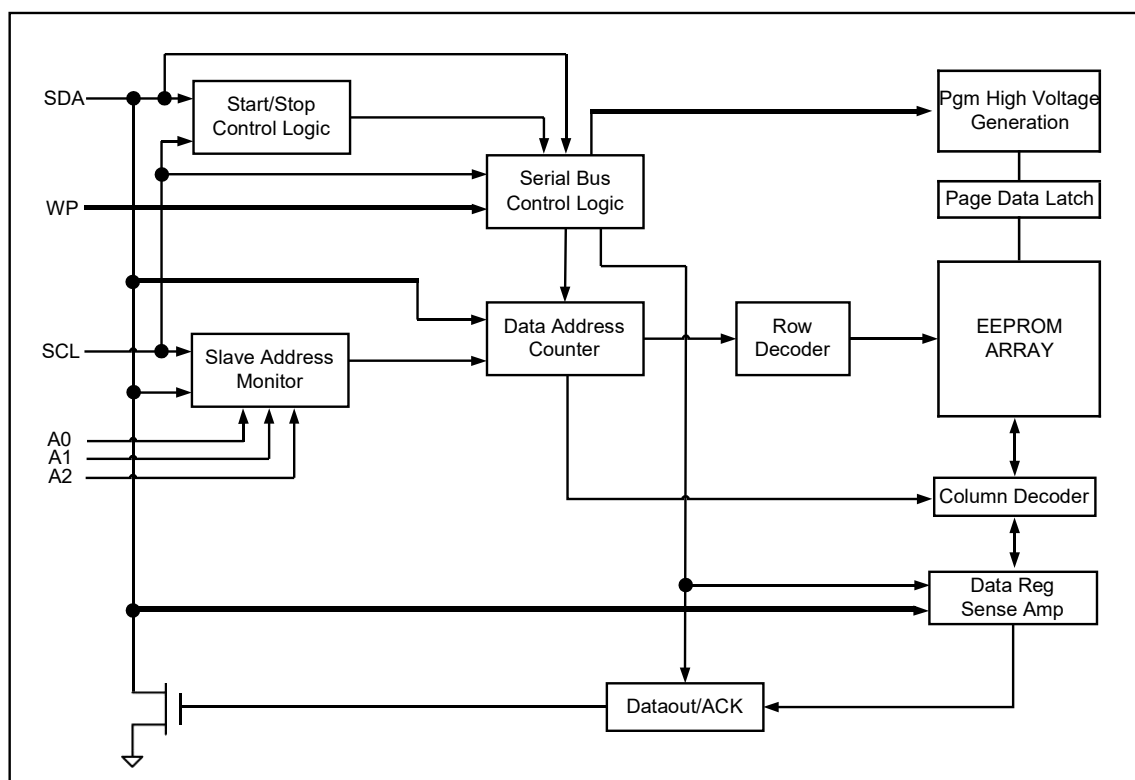 SDA
Start/Stop
Control Logic
Pgm High Voltage
Generation
Serial Bus
Control Logic
WP
Page Data Latch
Data Address
Counter
Row
Decoder
EEPROM
ARRAY
SCL
Slave Address
Monitor
A0
A1
A2
Column Decoder
Data Reg
Sense Amp
Dataout/ACK